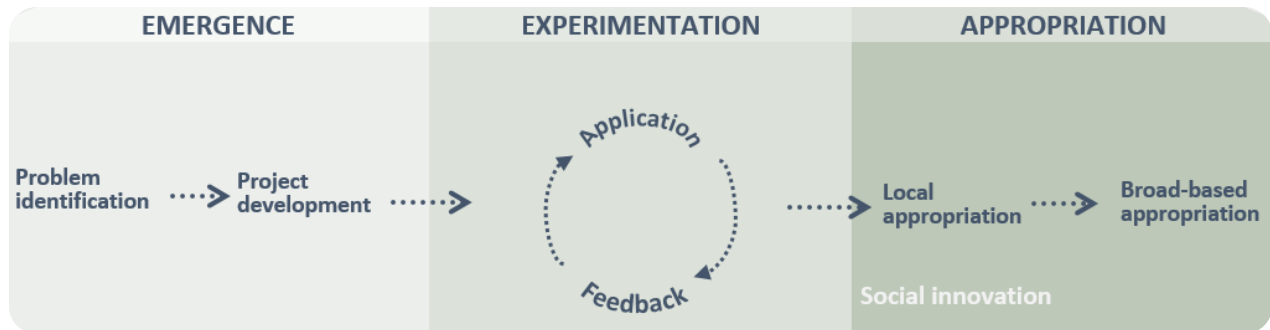 EMERGENCE
EXPERIMENTATION
APPROPRIATION
Problem
identification
Project
development
Application
Feedback
Local
appropriation
Broad-based
appropriation
Social innovation